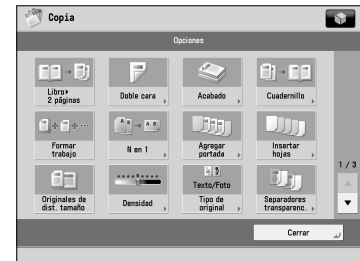 Copia
Opciones
Libro▸
2 páginas
Doble cara
Acabado
Cuadernillo
Formar
trabajo
A B → A B
N en 1
Agregar
portada
Insertar
hojas
1 / 3
Originales de
dist. tamaño
Densidad
Texto/Foto
Tipo de
original
Separadores
transparenc.
Cerrar